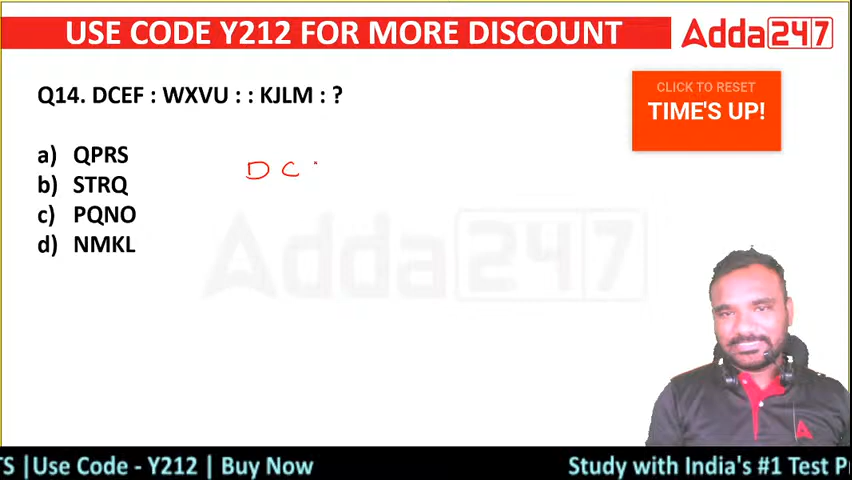 USE CODE Y212 FOR MORE DISCOUNT
Adda247
Q14. DCEF : WXVU : : KJLM : ?
CLICK TO RESET
TIME'S UP!
a) QPRS
b) STRQ
c) PQNO
d) NMKL
D C
Adda247
TS |Use Code - Y212 | Buy Now
Study with India's #1 Test P